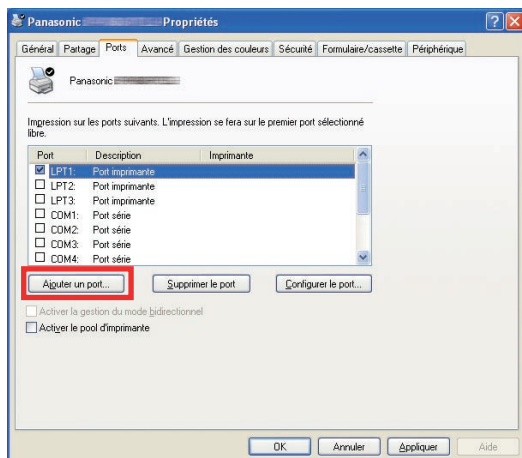 Panasonic Propriétés
Général Partage Ports Avancé Gestion des couleurs Sécurité Formulaire/cassette Périphérique
Panasonic
Impression sur les ports suivants. L'impression se fera sur le premier port sélectionné
libre.
Port Description Imprimante
LPT1: Port imprimante
LPT2: Port imprimante
LPT3: Port imprimante
COM1: Port série
COM2: Port série
COM3: Port série
COM4: Port série
Ajouter un port... Supprimer le port Configurer le port...
Activer la gestion du mode bidirectionnel
Activer le pool d'imprimante
OK Annuler Appliquer Aide